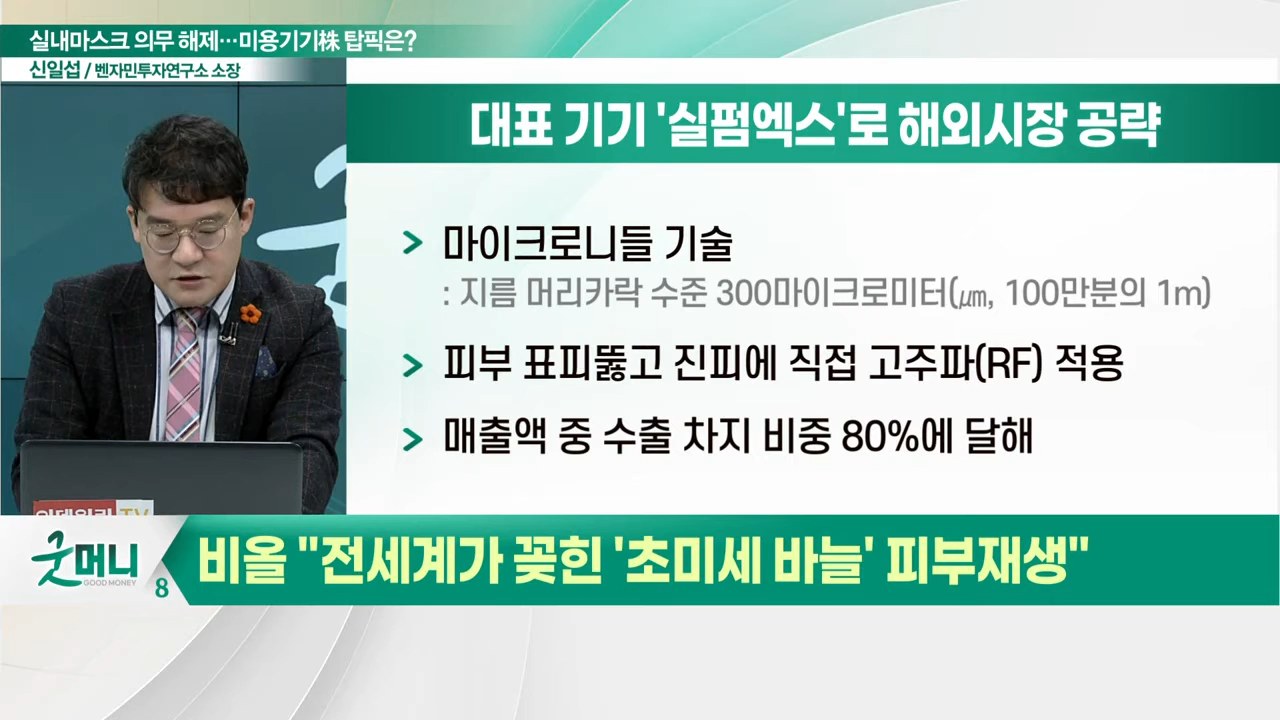 실내마스크 의무 해제…미용기기株 탑픽은?
신일섭 / 벤자민투자연구소 소장
대표 기기 '실펌엑스'로 해외시장 공략
> 마이크로니들 기술
: 지름 머리카락 수준 300마이크로미터(㎛, 100만분의 1m)
> 피부 표피뚫고 진피에 직접 고주파(RF) 적용
> 매출액 중 수출 차지 비중 80%에 달해
굿머니
GOOD MONEY
8
비올 "전세계가 꽂힌 '초미세 바늘' 피부재생"